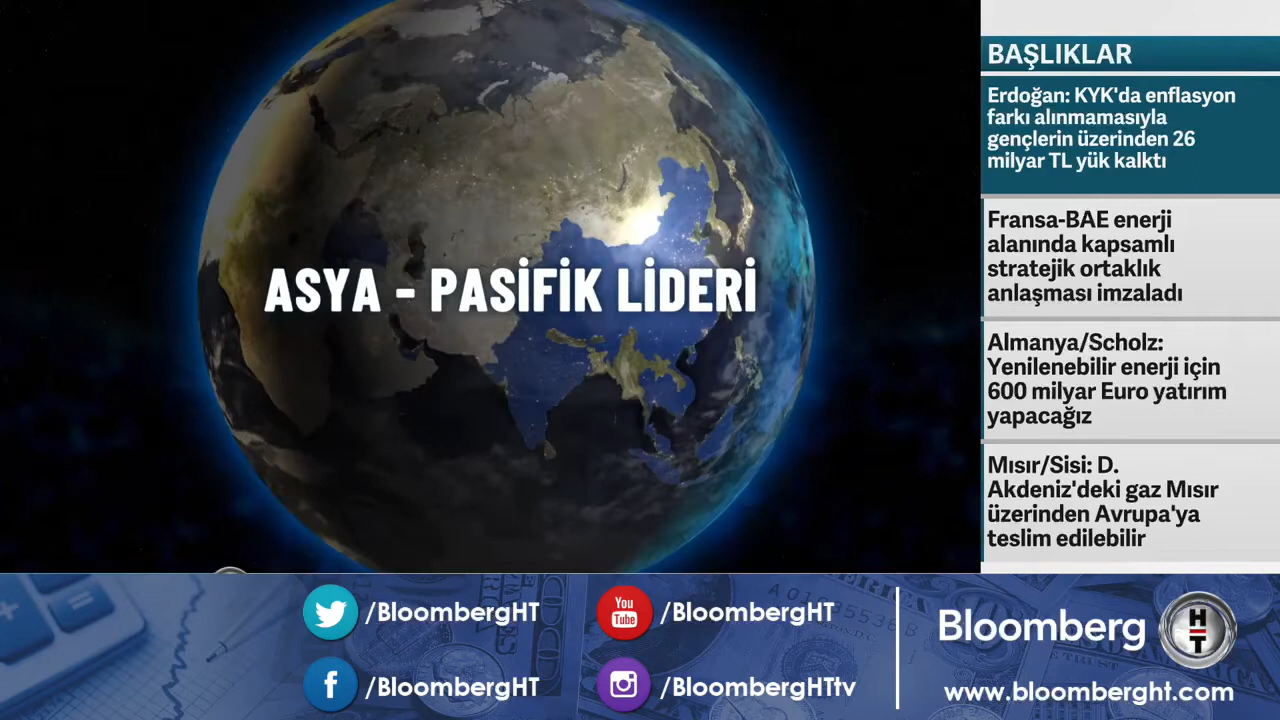 ASYA - PASİFİK LİDERİ
BAŞLIKLAR
Erdoğan: KYK'da enflasyon
farkı alınmamasıyla
gençlerin üzerinden 26
milyar TL yük kalktı
Fransa-BAE enerji
alanında kapsamlı
stratejik ortaklık
anlaşması imzaladı
Almanya/Scholz:
Yenilenebilir enerji için
600 milyar Euro yatırım
yapacağız
Mısır/Sisi: D.
Akdeniz'deki gaz Mısır
üzerinden Avrupa'ya
teslim edilebilir
/BloombergHT
You
Tube
/BloombergHT
f
/BloombergHT
/BloombergHTtv
Bloomberg
HT
www.bloomberght.com